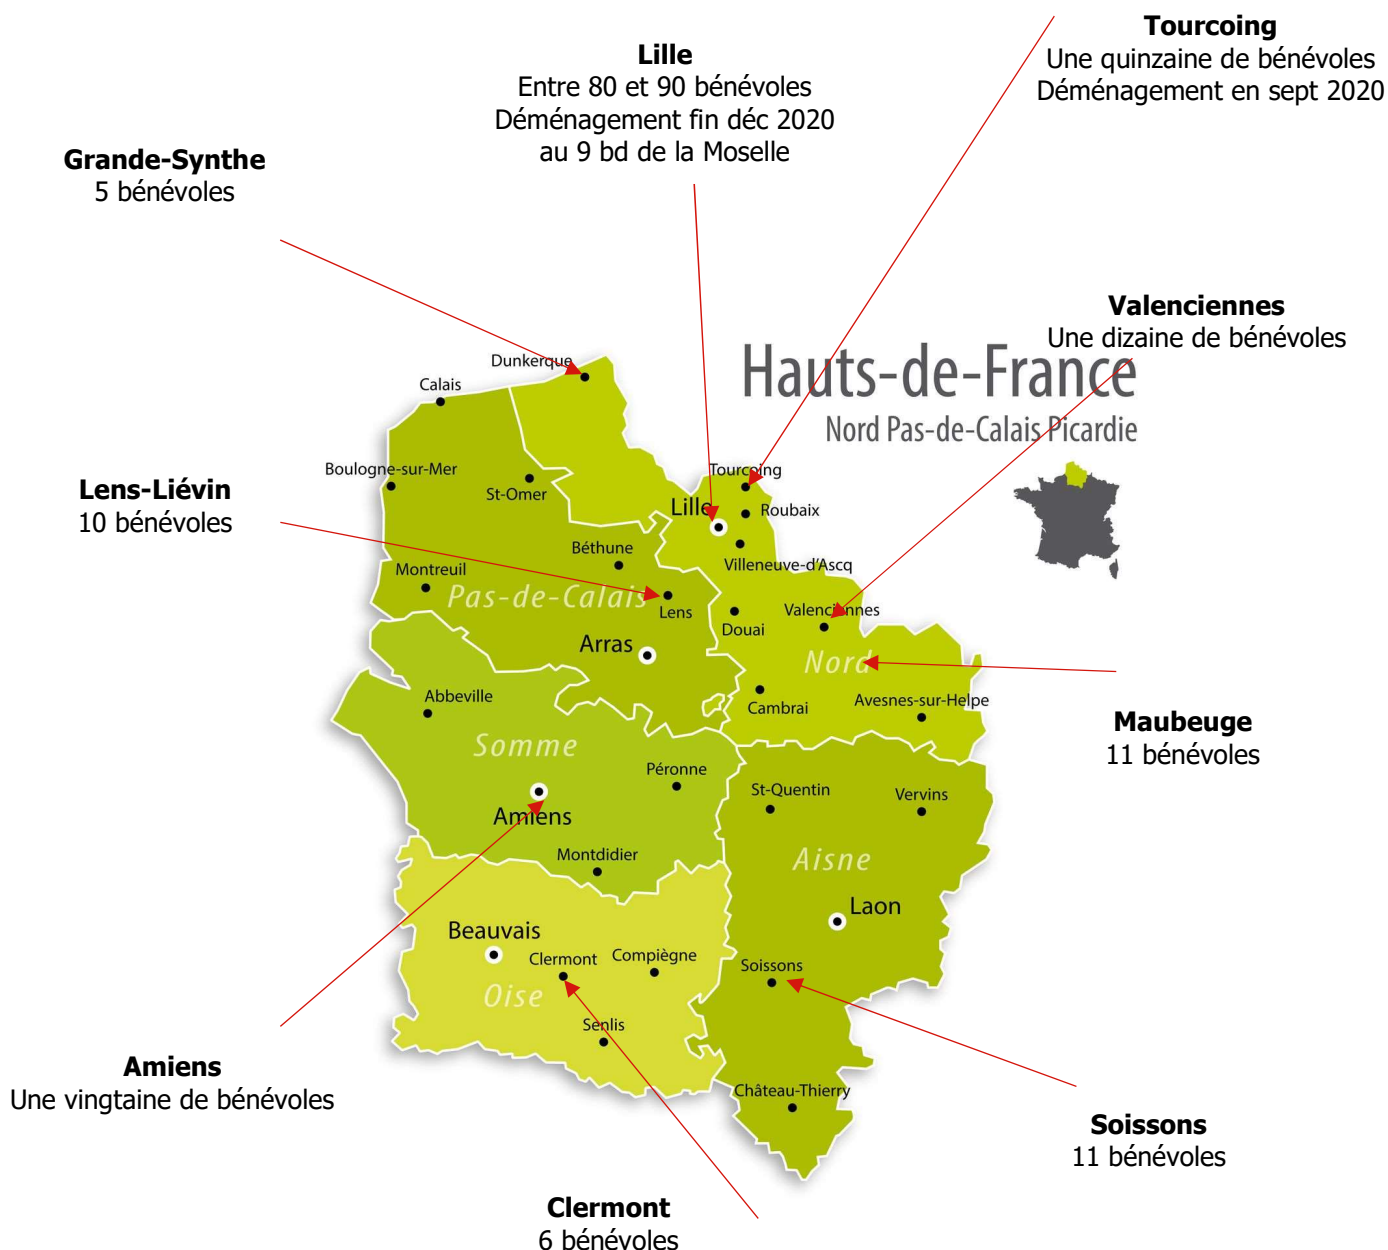 Tourcoing
Une quinzaine de bénévoles
Déménagement en sept 2020
Lille
Entre 80 et 90 bénévoles
Déménagement fin déc 2020
au 9 bd de la Moselle
Grande-Synthe
5 bénévoles
Valenciennes
Une dizaine de bénévoles
Hauts-de-France
Nord Pas-de-Calais Picardie
Dunkerque
Calais
Boulogne-sur-Mer
St-Omer
Tourcoing
Lille
Roubaix
Villeneuve-d'Ascq
Lens-Liévin
10 bénévoles
Béthune
Montreuil
Pas-de-Calais
Lens
Douai
Valenciennes
Arras
Nord
Cambrai
Avesnes-sur-Helpe
Maubeuge
11 bénévoles
Abbeville
Somme
Péronne
Amiens
St-Quentin
Vervins
Montdidier
Aisne
Laon
Beauvais
Clermont
Compiègne
Soissons
Oise
Senlis
Château-Thierry
Amiens
Une vingtaine de bénévoles
Soissons
11 bénévoles
Clermont
6 bénévoles